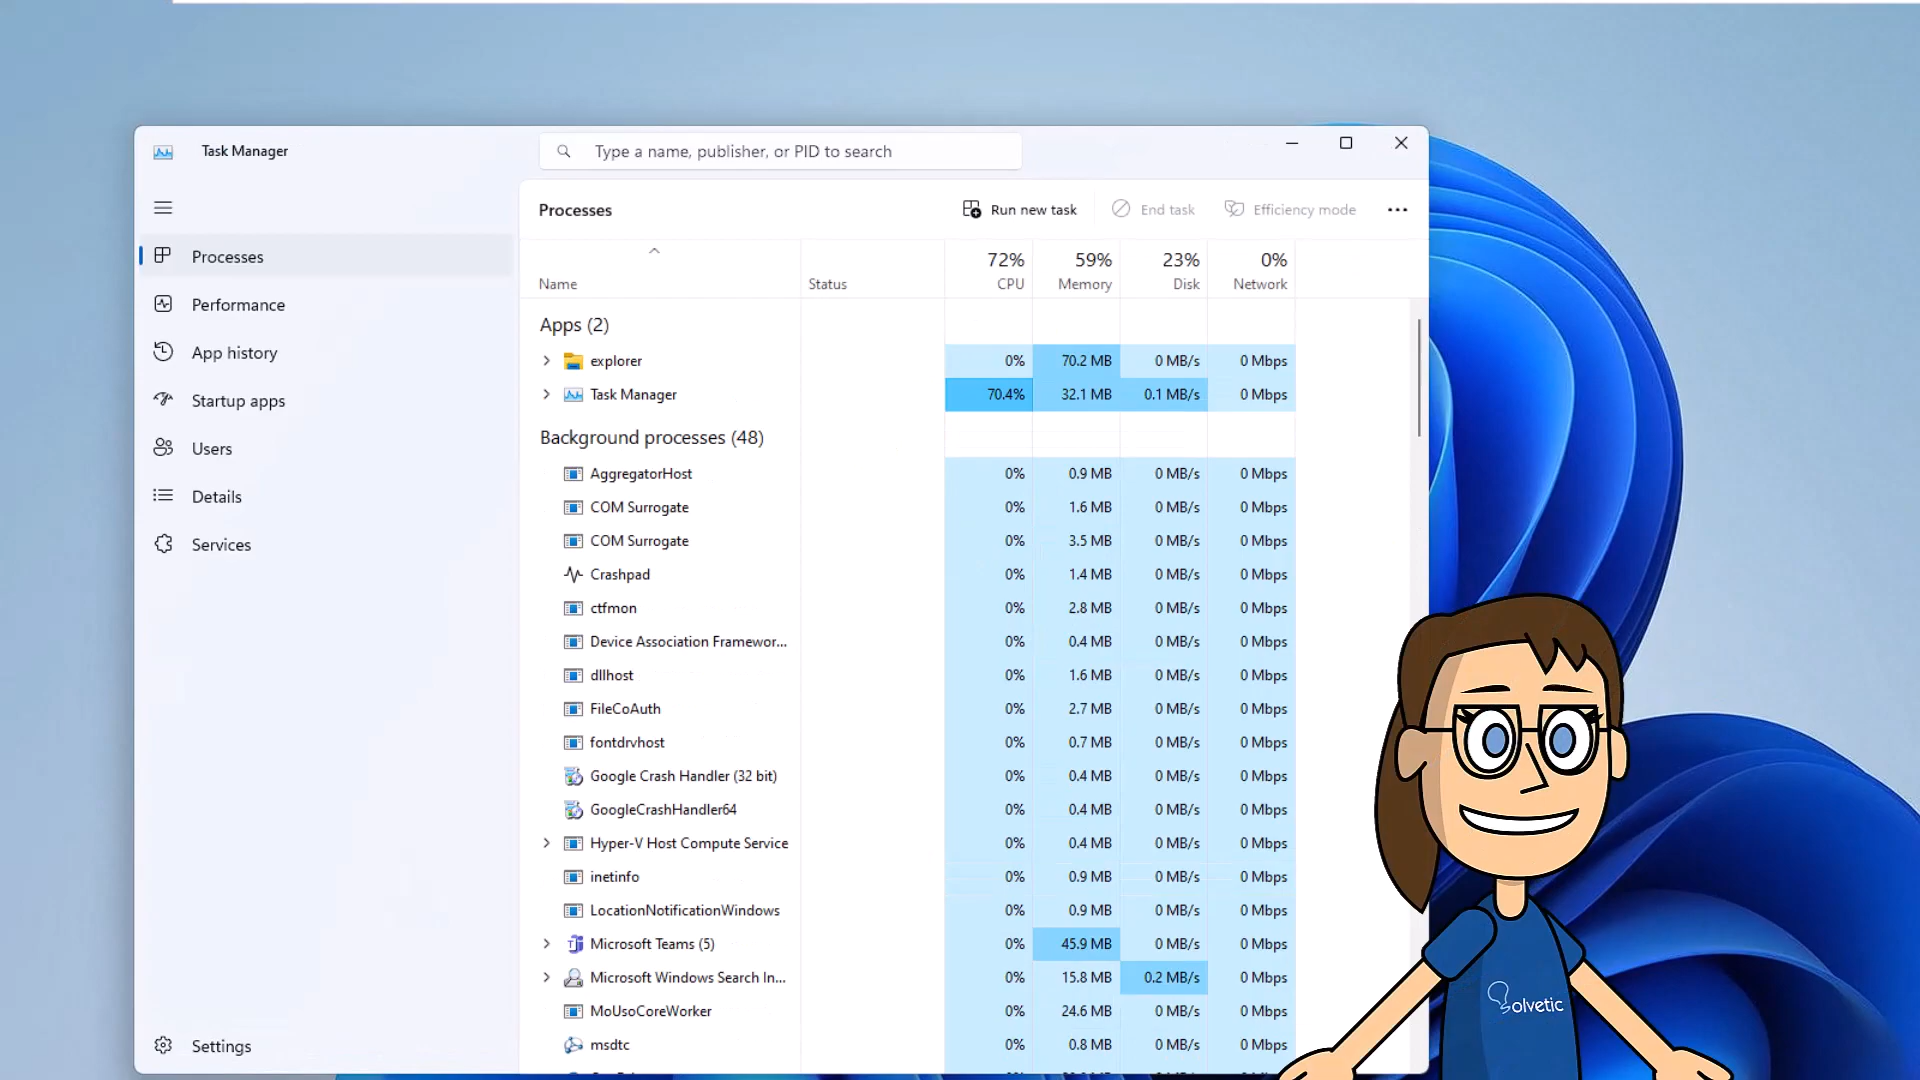 Task Manager
Type a name, publisher, or PID to search
Processes
Run new task
End task
Efficiency mode
Processes
Performance
App history
Startup apps
Users
Details
Services
Settings
72% 59% 23% 0%
Name Status CPU Memory Disk Network
Apps (2)
explorer 0% 70.2 MB 0 MB/s 0 Mbps
Task Manager 70.4% 32.1 MB 0.1 MB/s 0 Mbps
Background processes (48)
AggregatorHost 0% 0.9 MB 0 MB/s 0 Mbps
COM Surrogate 0% 1.6 MB 0 MB/s 0 Mbps
COM Surrogate 0% 3.5 MB 0 MB/s 0 Mbps
Crashpad 0% 1.4 MB 0 MB/s 0 Mbps
ctfmon 0% 2.8 MB 0 MB/s 0 Mbps
Device Association Framewor... 0% 0.4 MB 0 MB/s 0 Mbps
dllhost 0% 1.6 MB 0 MB/s 0 Mbps
FileCoAuth 0% 2.7 MB 0 MB/s 0 Mbps
fontdrvhost 0% 0.7 MB 0 MB/s 0 Mbps
Google Crash Handler (32 bit) 0% 0.4 MB 0 MB/s 0 Mbps
GoogleCrashHandler64 0% 0.4 MB 0 MB/s 0 Mbps
Hyper-V Host Compute Service 0% 0.4 MB 0 MB/s 0 Mbps
inetinfo 0% 0.9 MB 0 MB/s 0 Mbps
LocationNotificationWindows 0% 0.9 MB 0 MB/s 0 Mbps
Microsoft Teams (5) 0% 45.9 MB 0 MB/s 0 Mbps
Microsoft Windows Search In... 0% 15.8 MB 0.2 MB/s 0 Mbps
MoUsoCoreWorker 0% 24.6 MB 0 MB/s 0 Mbps
msdtc 0% 0.8 MB 0 MB/s 0 Mbps
Solvetic